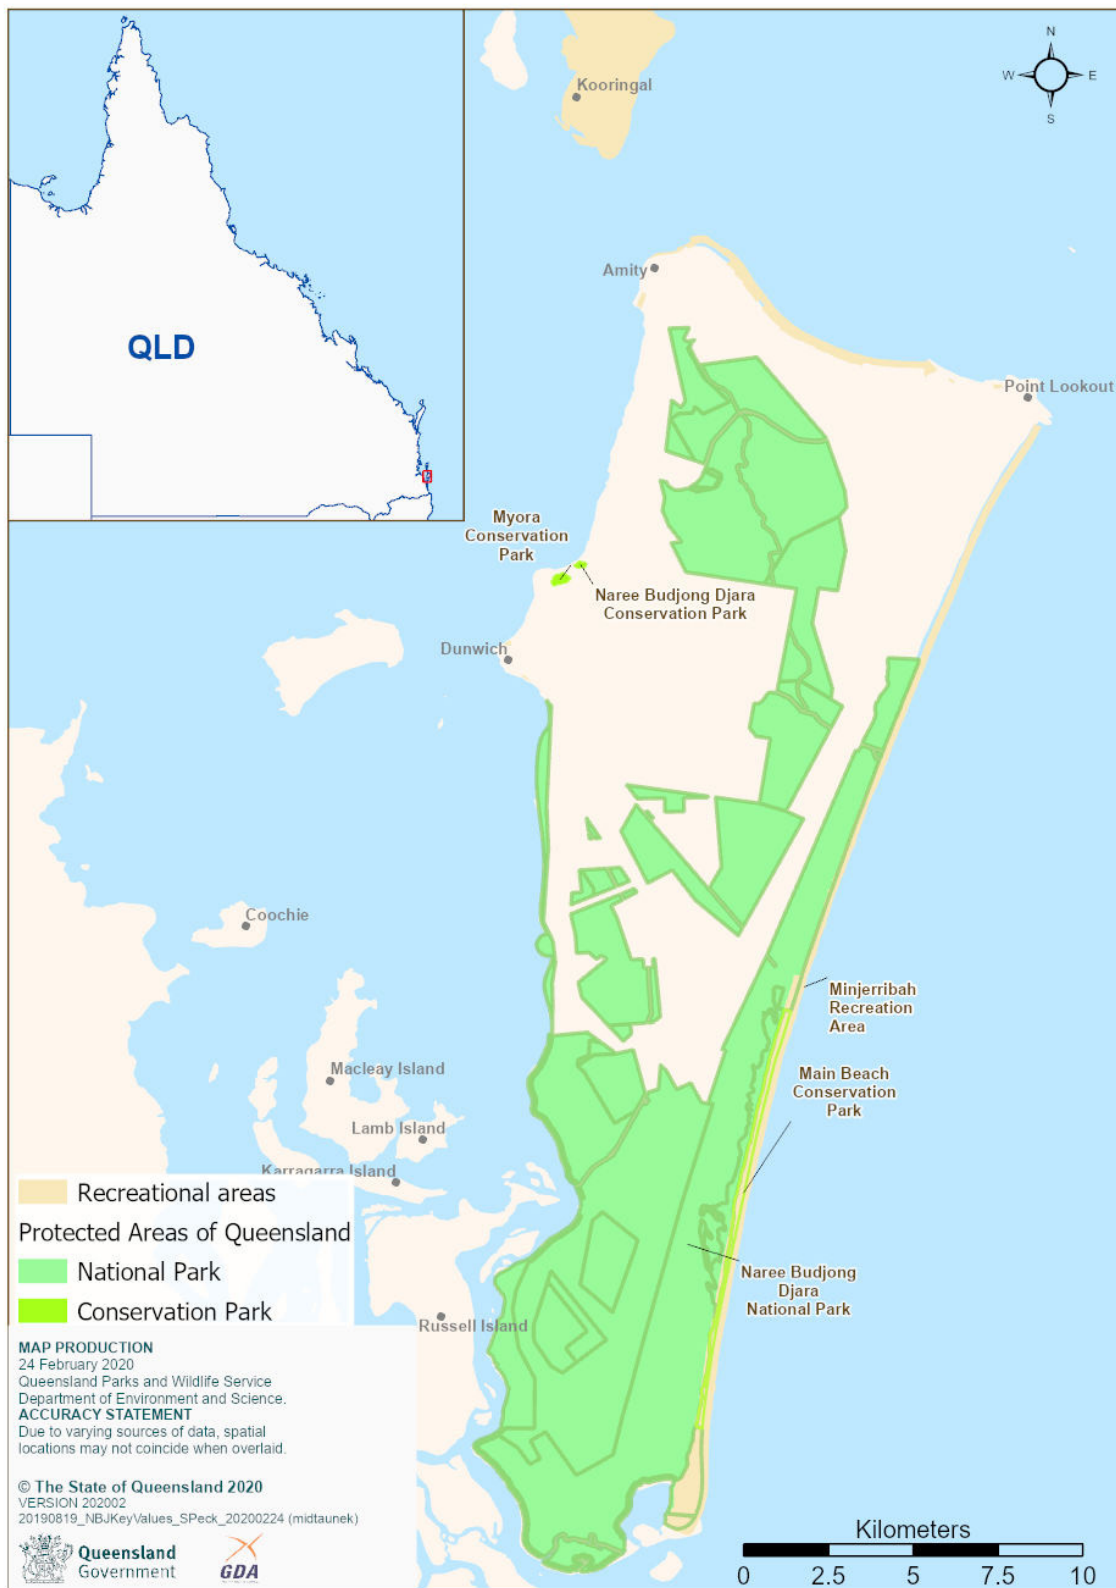 N
W
E
S
Kooringal
QLD
Amity
Point Lookout
Myora
Conservation
Park
Naree Budjong Djara
Conservation Park
Dunwich
Coochie
Minjerribah
Recreation
Area
Macleay Island
Main Beach
Conservation
Park
Lamb Island
Karragarra Island
Recreational areas
Protected Areas of Queensland
National Park
Conservation Park
Naree Budjong
Djara
National Park
Russell Island
MAP PRODUCTION
24 February 2020
Queensland Parks and Wildlife Service
Department of Environment and Science.
ACCURACY STATEMENT
Due to varying sources of data, spatial
locations may not coincide when overlaid.
© The State of Queensland 2020
VERSION 202002
20190819_NBJKeyValues_SPeck_20200224 (midtaunek)
Queensland
Government
GDA
Kilometers
0 2.5 5 7.5 10